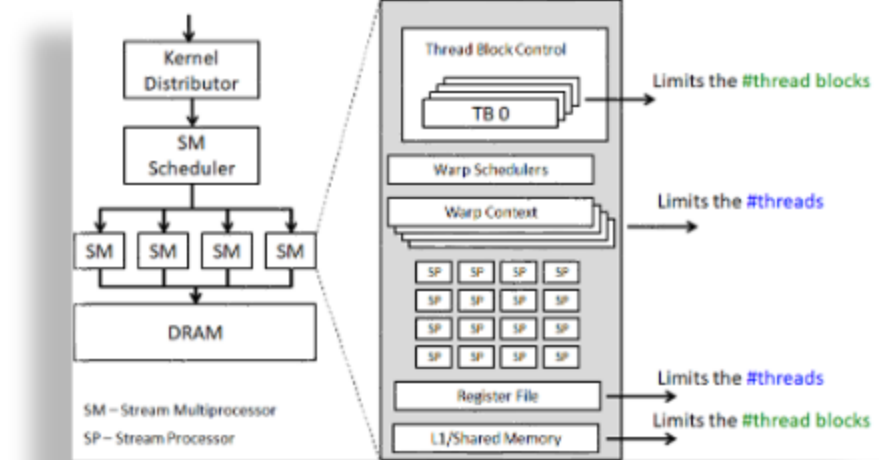 Kernel
Distributor
SM
Scheduler
SM SM SM SM
DRAM
SM – Stream Multiprocessor
SP – Stream Processor
Thread Block Control
TB 0
Warp Schedulers
Warp Context
SP SP SP SP
SP SP SP SP
SP SP SP SP
SP SP SP SP
Register File
L1/Shared Memory
Limits the #thread blocks
Limits the #threads
Limits the #threads
Limits the #thread blocks